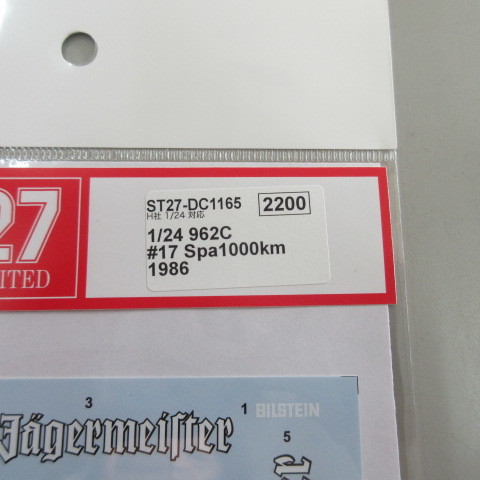 27
ITED
ST27-DC1165
2200
H社 1/24 対応
1/24 962C
#17 Spa1000km
1986
3
Jägermeiſter
1 BILSTEIN
5